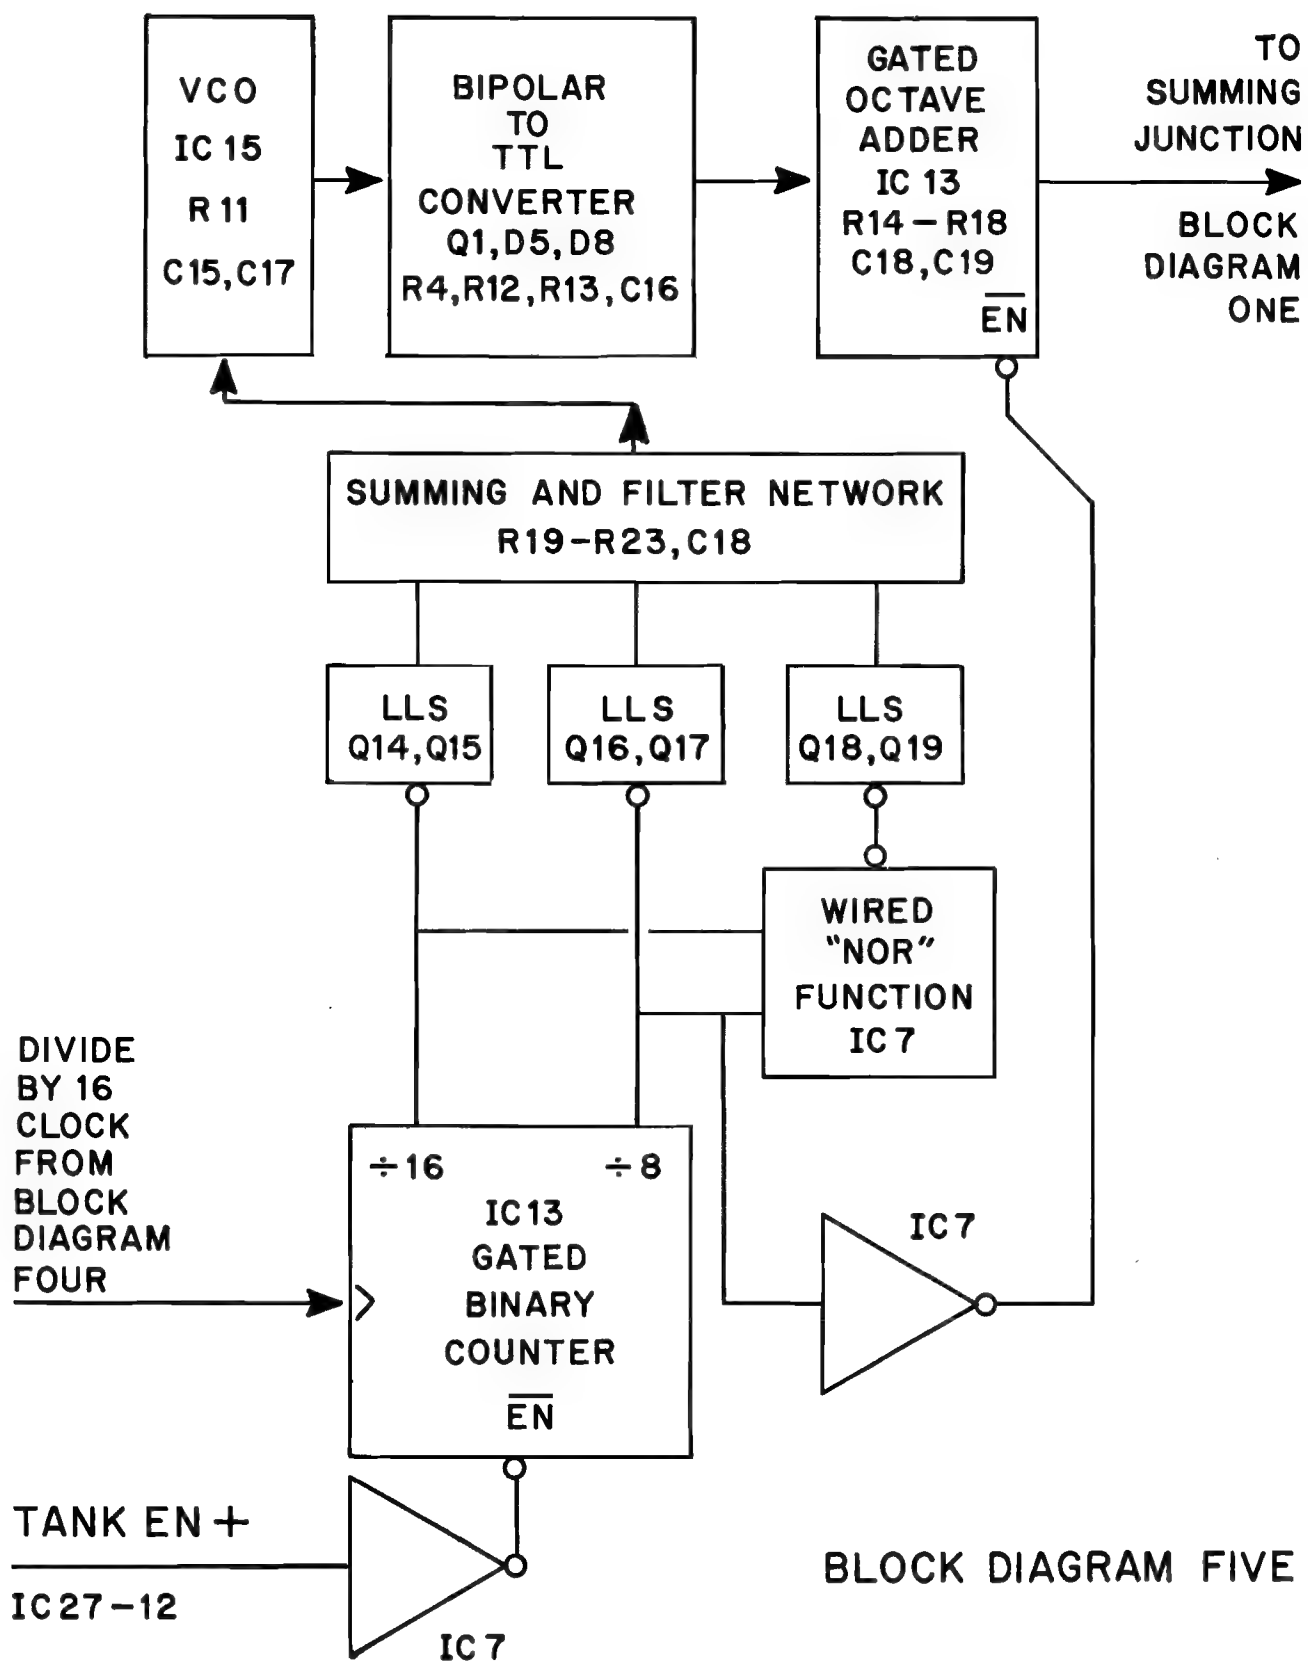 VCO
IC 15
R 11
C15,C17
BIPOLAR
TO
TTL
CONVERTER
Q1,D5,D8
R4,R12,R13,C16
GATED
OCTAVE
ADDER
IC 13
R14-R18
C18,C19
EN
TO
SUMMING
JUNCTION
BLOCK
DIAGRAM
ONE
SUMMING AND FILTER NETWORK
R19-R23,C18
LLS
Q14,Q15
LLS
Q16,Q17
LLS
Q18,Q19
WIRED
"NOR"
FUNCTION
IC 7
DIVIDE
BY 16
CLOCK
FROM
BLOCK
DIAGRAM
FOUR
÷16
÷8
IC13
GATED
BINARY
COUNTER
EN
IC 7
TANK EN +
IC27-12
IC 7
BLOCK DIAGRAM FIVE